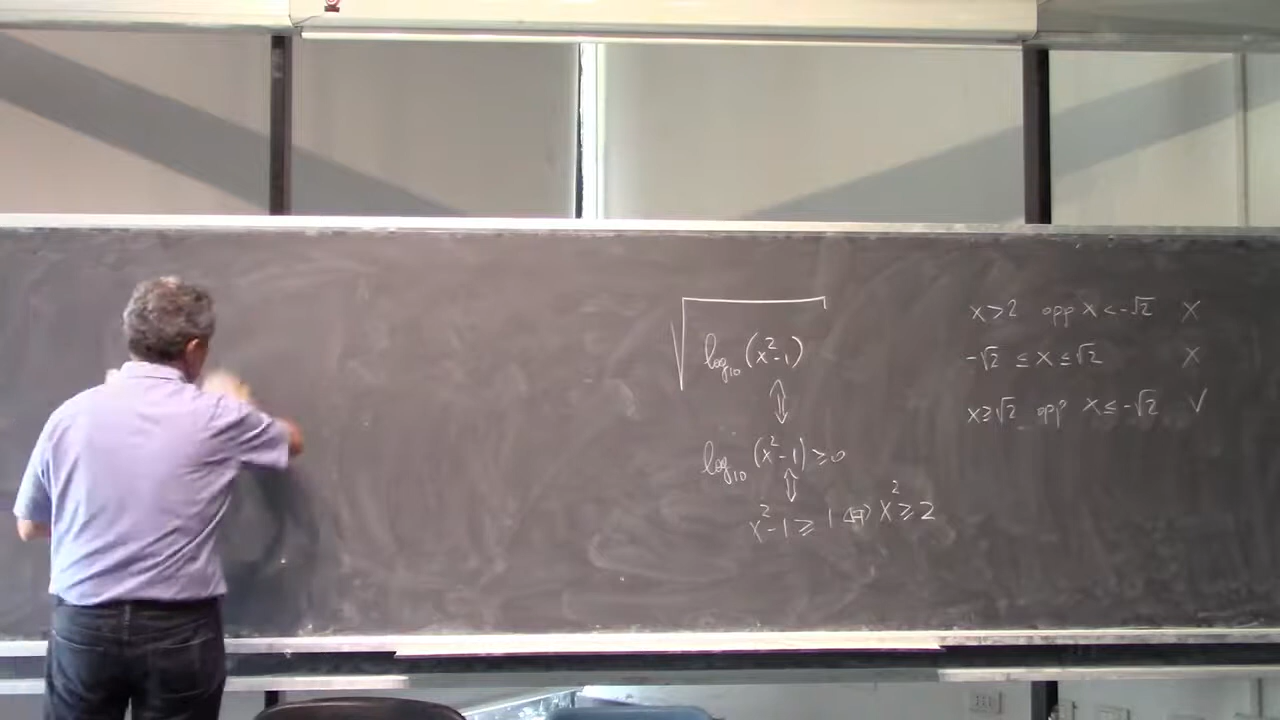 √log₁₀(x²-1)
⇕
log₁₀(x²-1)≥0
⇕
x²-1≥1⇔x²≥2
x>2 opp x<-√2 X
-√2≤x≤√2 X
x≥√2 opp x≤-√2 V